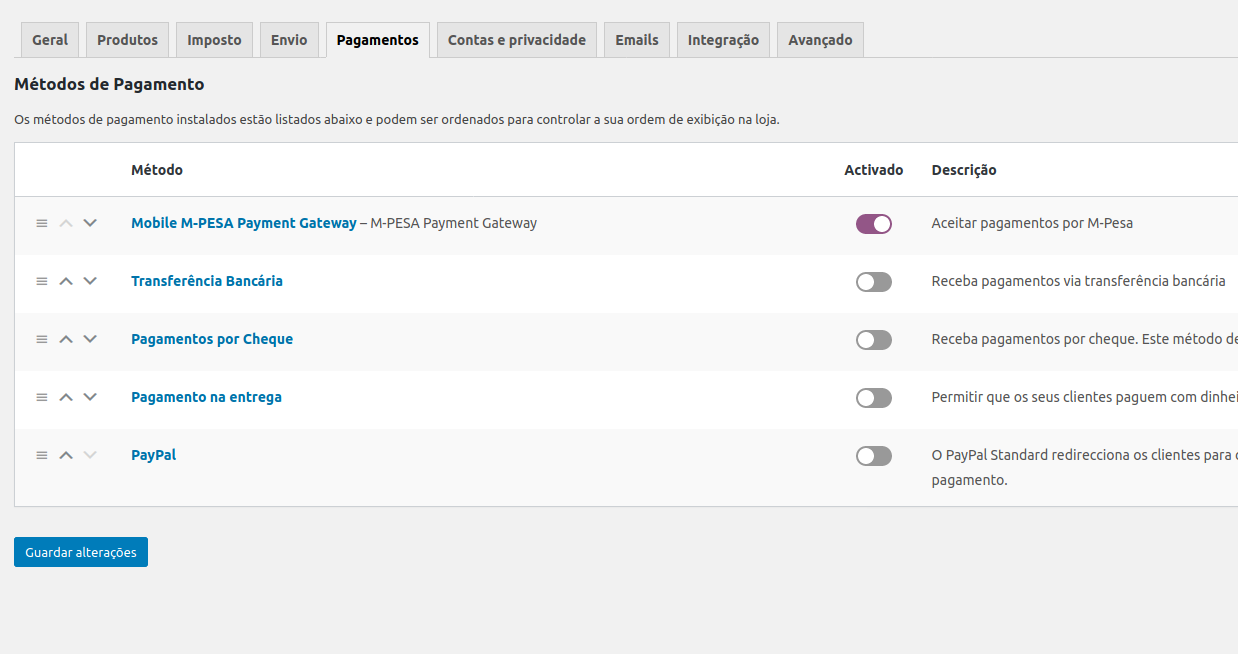 Geral Produtos Imposto Envio Pagamentos Contas e privacidade Emails Integração Avançado
Métodos de Pagamento
Os métodos de pagamento instalados estão listados abaixo e podem ser ordenados para controlar a sua ordem de exibição na loja.
Método Activado Descrição
Mobile M-PESA Payment Gateway – M-PESA Payment Gateway Aceitar pagamentos por M-Pesa
Transferência Bancária Receba pagamentos via transferência bancária
Pagamentos por Cheque Receba pagamentos por cheque. Este método
Pagamento na entrega Permitir que os seus clientes paguem com
PayPal O PayPal Standard redirecciona os clientes para
pagamento.
Guardar alterações